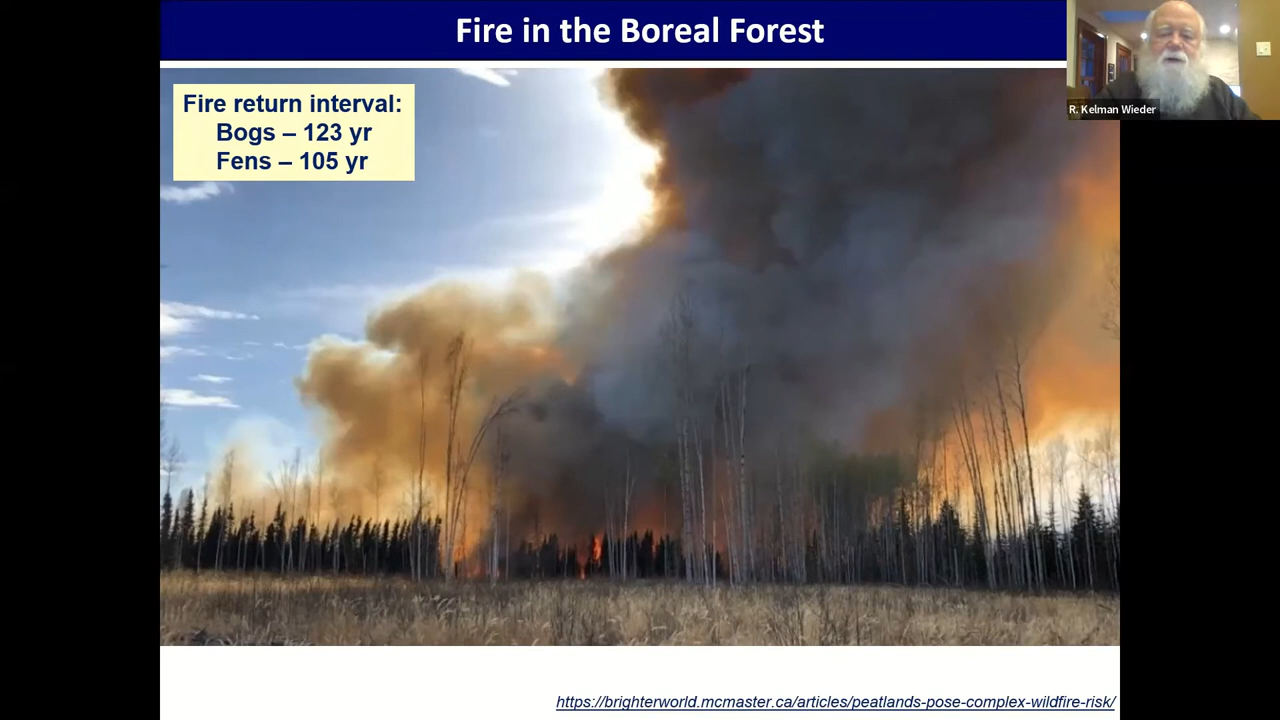 Fire in the Boreal Forest
R. Kelman Wieder
Fire return interval:
Bogs – 123 yr
Fens – 105 yr
https://brighterworld.mcmaster.ca/articles/peatlands-pose-complex-wildfire-risk/